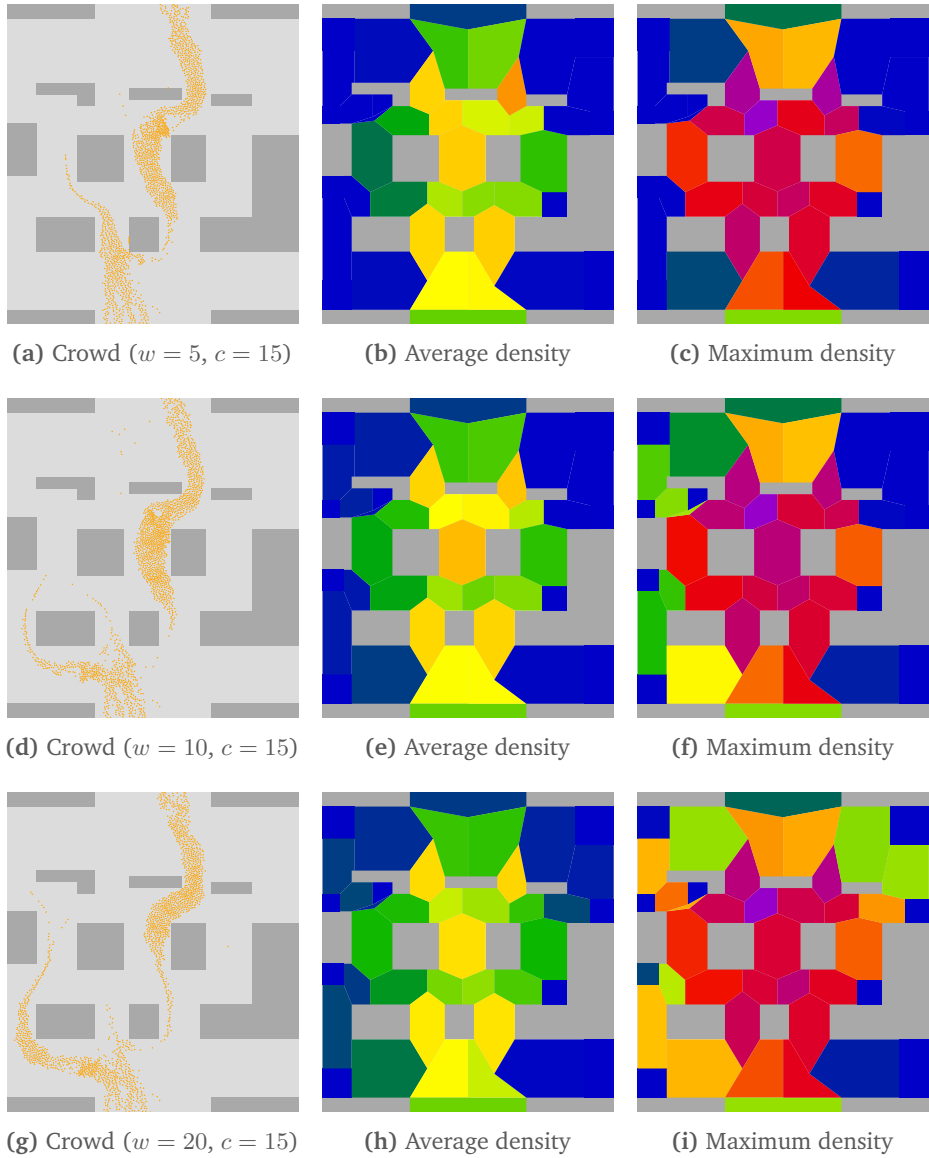 (a) Crowd (w = 5, c = 15)
(b) Average density
(c) Maximum density
(d) Crowd (w = 10, c = 15)
(e) Average density
(f) Maximum density
(g) Crowd (w = 20, c = 15)
(h) Average density
(i) Maximum density